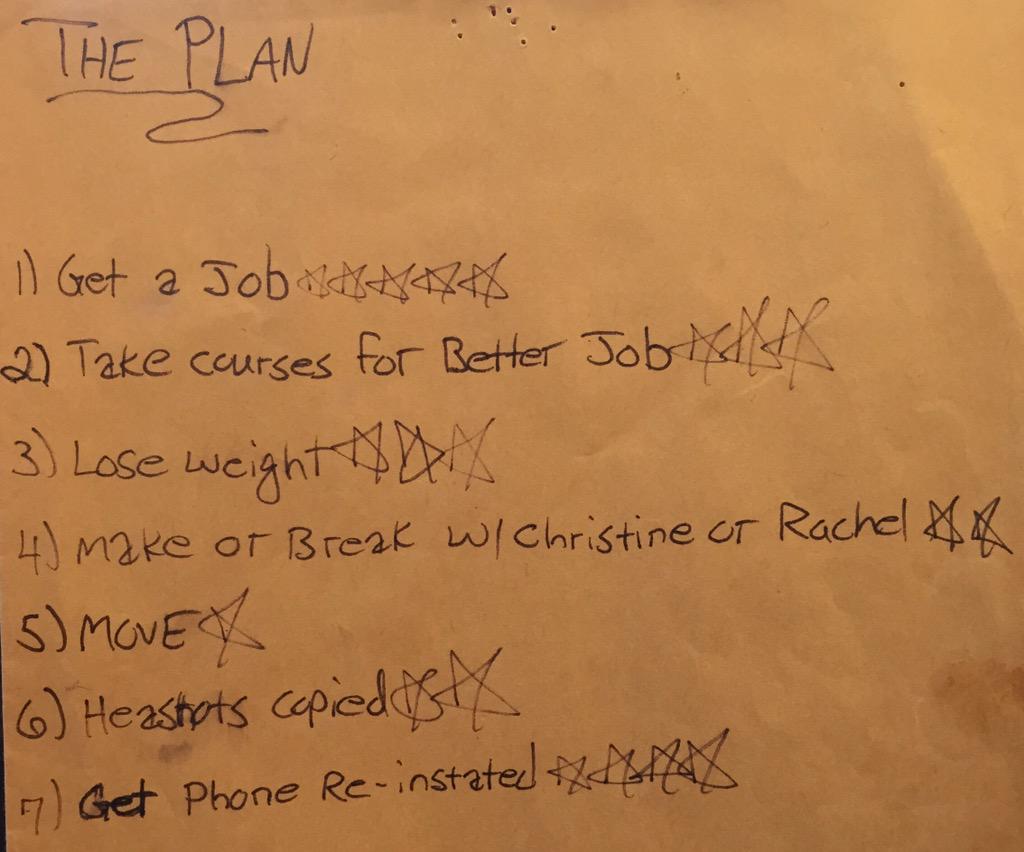 THE PLAN
1) Get a Job ☆☆☆☆☆
2) Take courses for Better Job ☆☆☆
3) Lose weight ☆☆☆
4) Make or Break w/ Christine or Rachel ☆☆
5) MOVE ☆
6) Headshots copied ☆☆
7) Get Phone Re-instated ☆☆☆☆